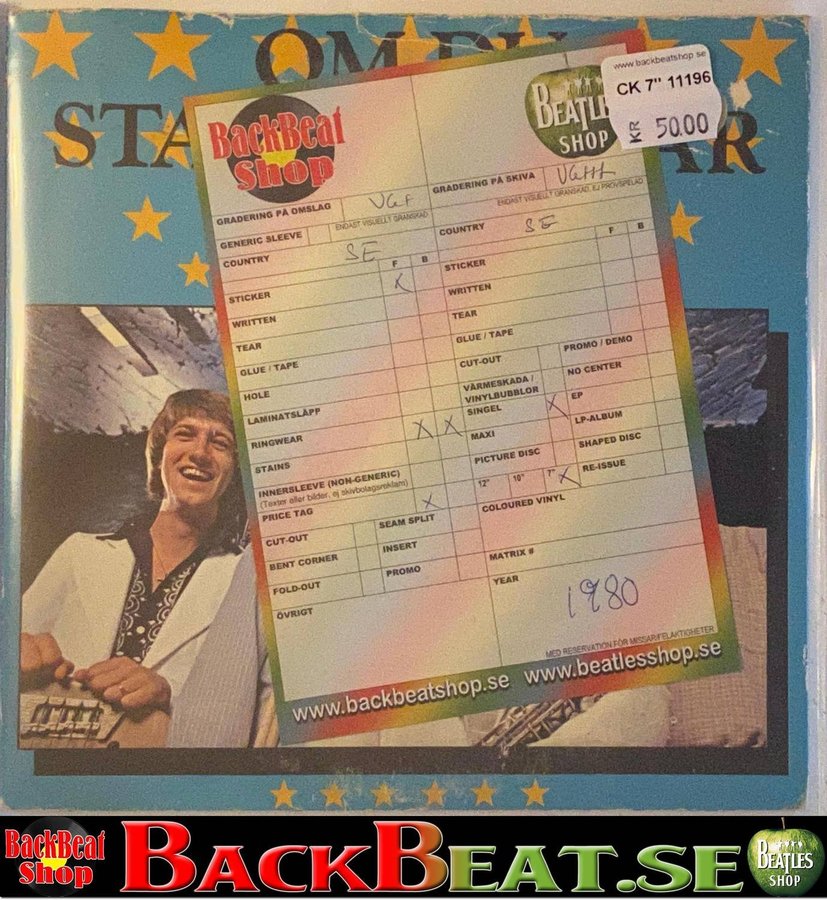 OM DU
STA AR
www.backbeatshop.se
CK 7" 11196
KR 50.00
BackBeat
Shop
BEATLES
SHOP
GRADERING PÅ OMSLAG
ENDAST VISUELLT GRANSKAD
GRADERING PÅ SKIVA
ENDAST VISUELLT GRANSKAD, EJ PROVSPELAD
GENERIC SLEEVE
COUNTRY SE
F B
STICKER X
WRITTEN
TEAR
GLUE / TAPE
HOLE
LAMINATSLÄPP
RINGWEAR X X
STAINS
INNERSLEEVE (NON-GENERIC)
(Texter eller bilder, ej skivbolagsreklam)
PRICE TAG X
CUT-OUT
SEAM SPLIT
BENT CORNER
INSERT
FOLD-OUT
PROMO
ÖVRIGT
COUNTRY SE
F B
STICKER
WRITTEN
TEAR
GLUE / TAPE
CUT-OUT
PROMO / DEMO
VÄRMESKADA /
VINYLBUBBLOR
NO CENTER
SINGEL X
EP
MAXI
LP-ALBUM
PICTURE DISC
SHAPED DISC
12" 10" 7" X
RE-ISSUE
COLOURED VINYL
MATRIX #
YEAR
1980
MED RESERVATION FÖR MISSAR/FELAKTIGHETER
www.backbeatshop.se www.beatlesshop.se
BackBeat
Shop
BACKBEAT.SE
BEATLES
SHOP